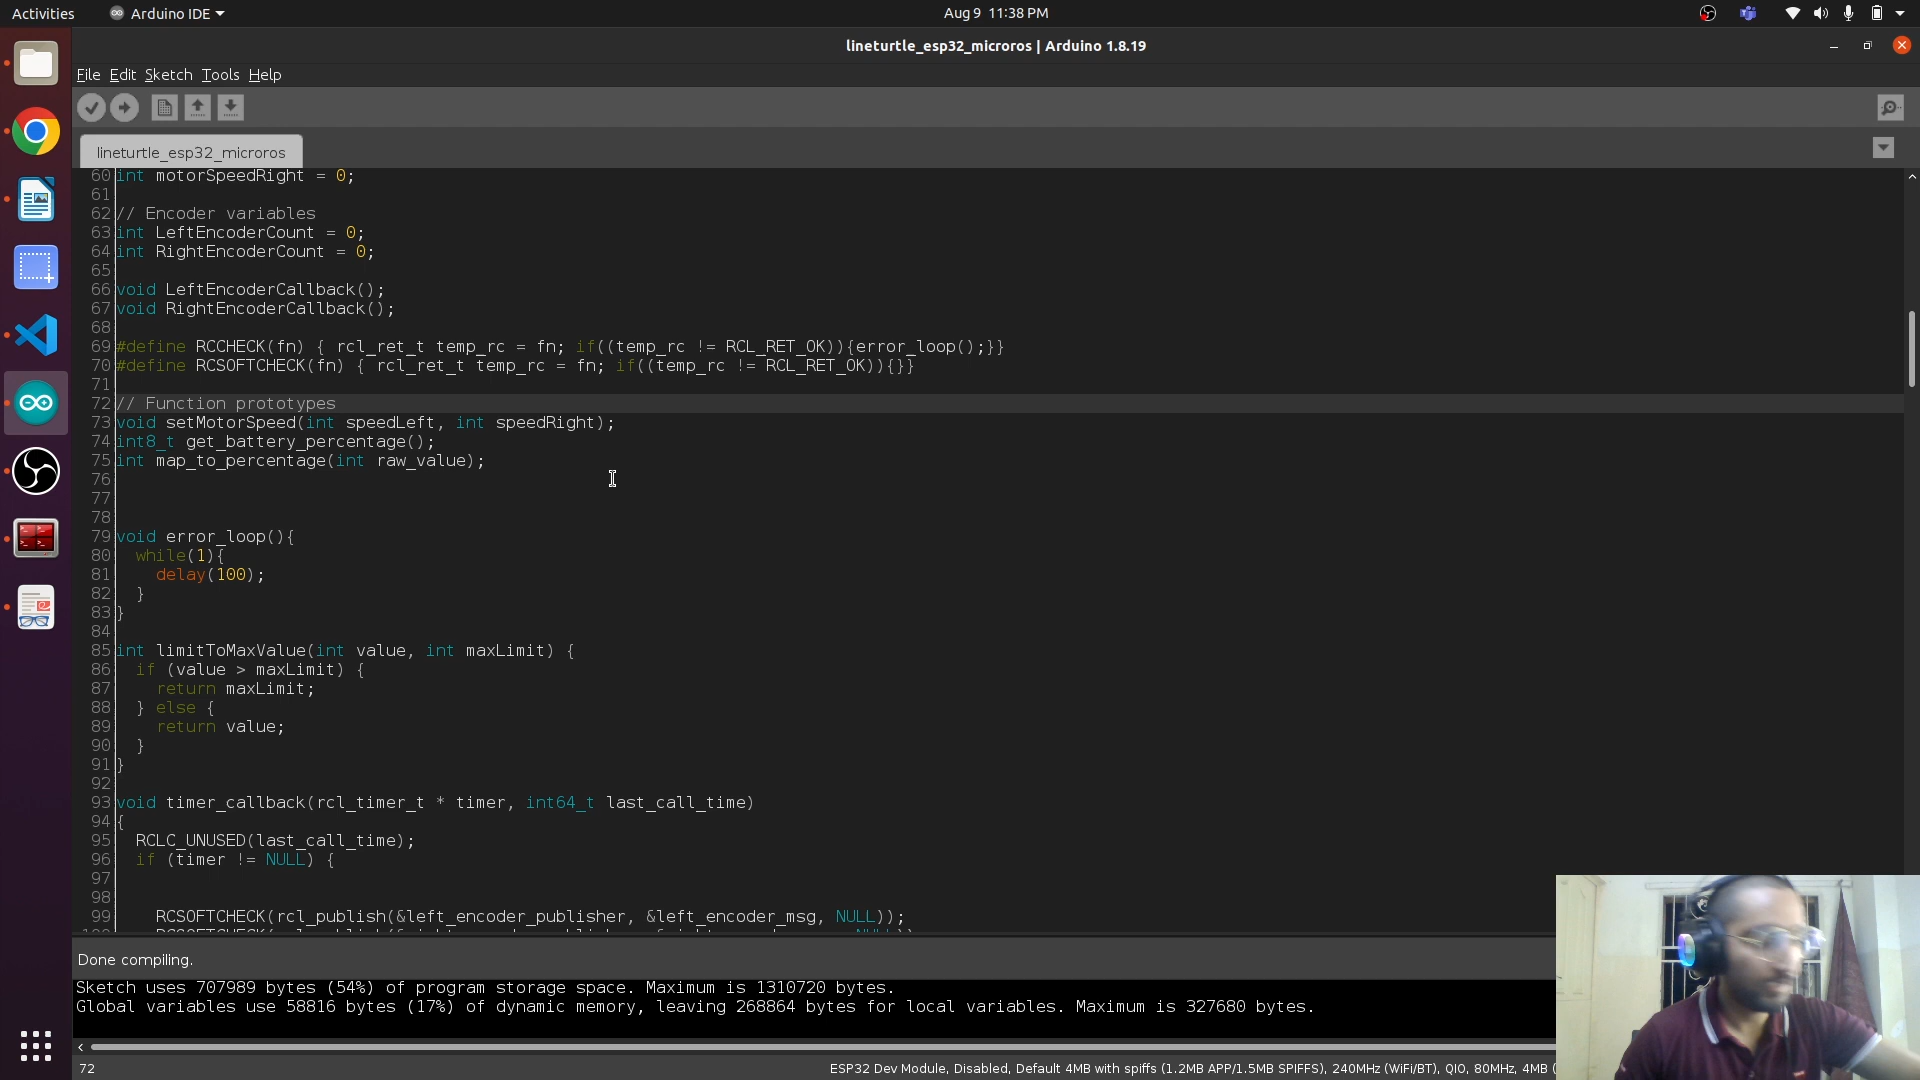 Activities
Arduino IDE
Aug 9 11:38 PM
lineturtle_esp32_microros | Arduino 1.8.19
File Edit Sketch Tools Help
lineturtle_esp32_microros
60 int motorSpeedRight = 0;
61
62 // Encoder variables
63 int LeftEncoderCount = 0;
64 int RightEncoderCount = 0;
65
66 void LeftEncoderCallback();
67 void RightEncoderCallback();
68
69 #define RCCHECK(fn) { rcl_ret_t temp_rc = fn; if((temp_rc != RCL_RET_OK)){error_loop();}}
70 #define RCSOFTCHECK(fn) { rcl_ret_t temp_rc = fn; if((temp_rc != RCL_RET_OK)){}}
71
72 // Function prototypes
73 void setMotorSpeed(int speedLeft, int speedRight);
74 int8_t get_battery_percentage();
75 int map_to_percentage(int raw_value);
76
77
78
79 void error_loop(){
80 while(1){
81 delay(100);
82 }
83 }
84
85 int limitToMaxValue(int value, int maxLimit) {
86 if (value > maxLimit) {
87 return maxLimit;
88 } else {
89 return value;
90 }
91 }
92
93 void timer_callback(rcl_timer_t * timer, int64_t last_call_time)
94 {
95 RCLC_UNUSED(last_call_time);
96 if (timer != NULL) {
97
98
99 RCSOFTCHECK(rcl_publish(&left_encoder_publisher, &left_encoder_msg, NULL));
Done compiling.
Sketch uses 707989 bytes (54%) of program storage space. Maximum is 1310720 bytes.
Global variables use 58816 bytes (17%) of dynamic memory, leaving 268864 bytes for local variables. Maximum is 327680 bytes.
72
ESP32 Dev Module, Disabled, Default 4MB with spiffs (1.2MB APP/1.5MB SPIFFS), 240MHz (WiFi/BT), QIO, 80MHz, 4MB (